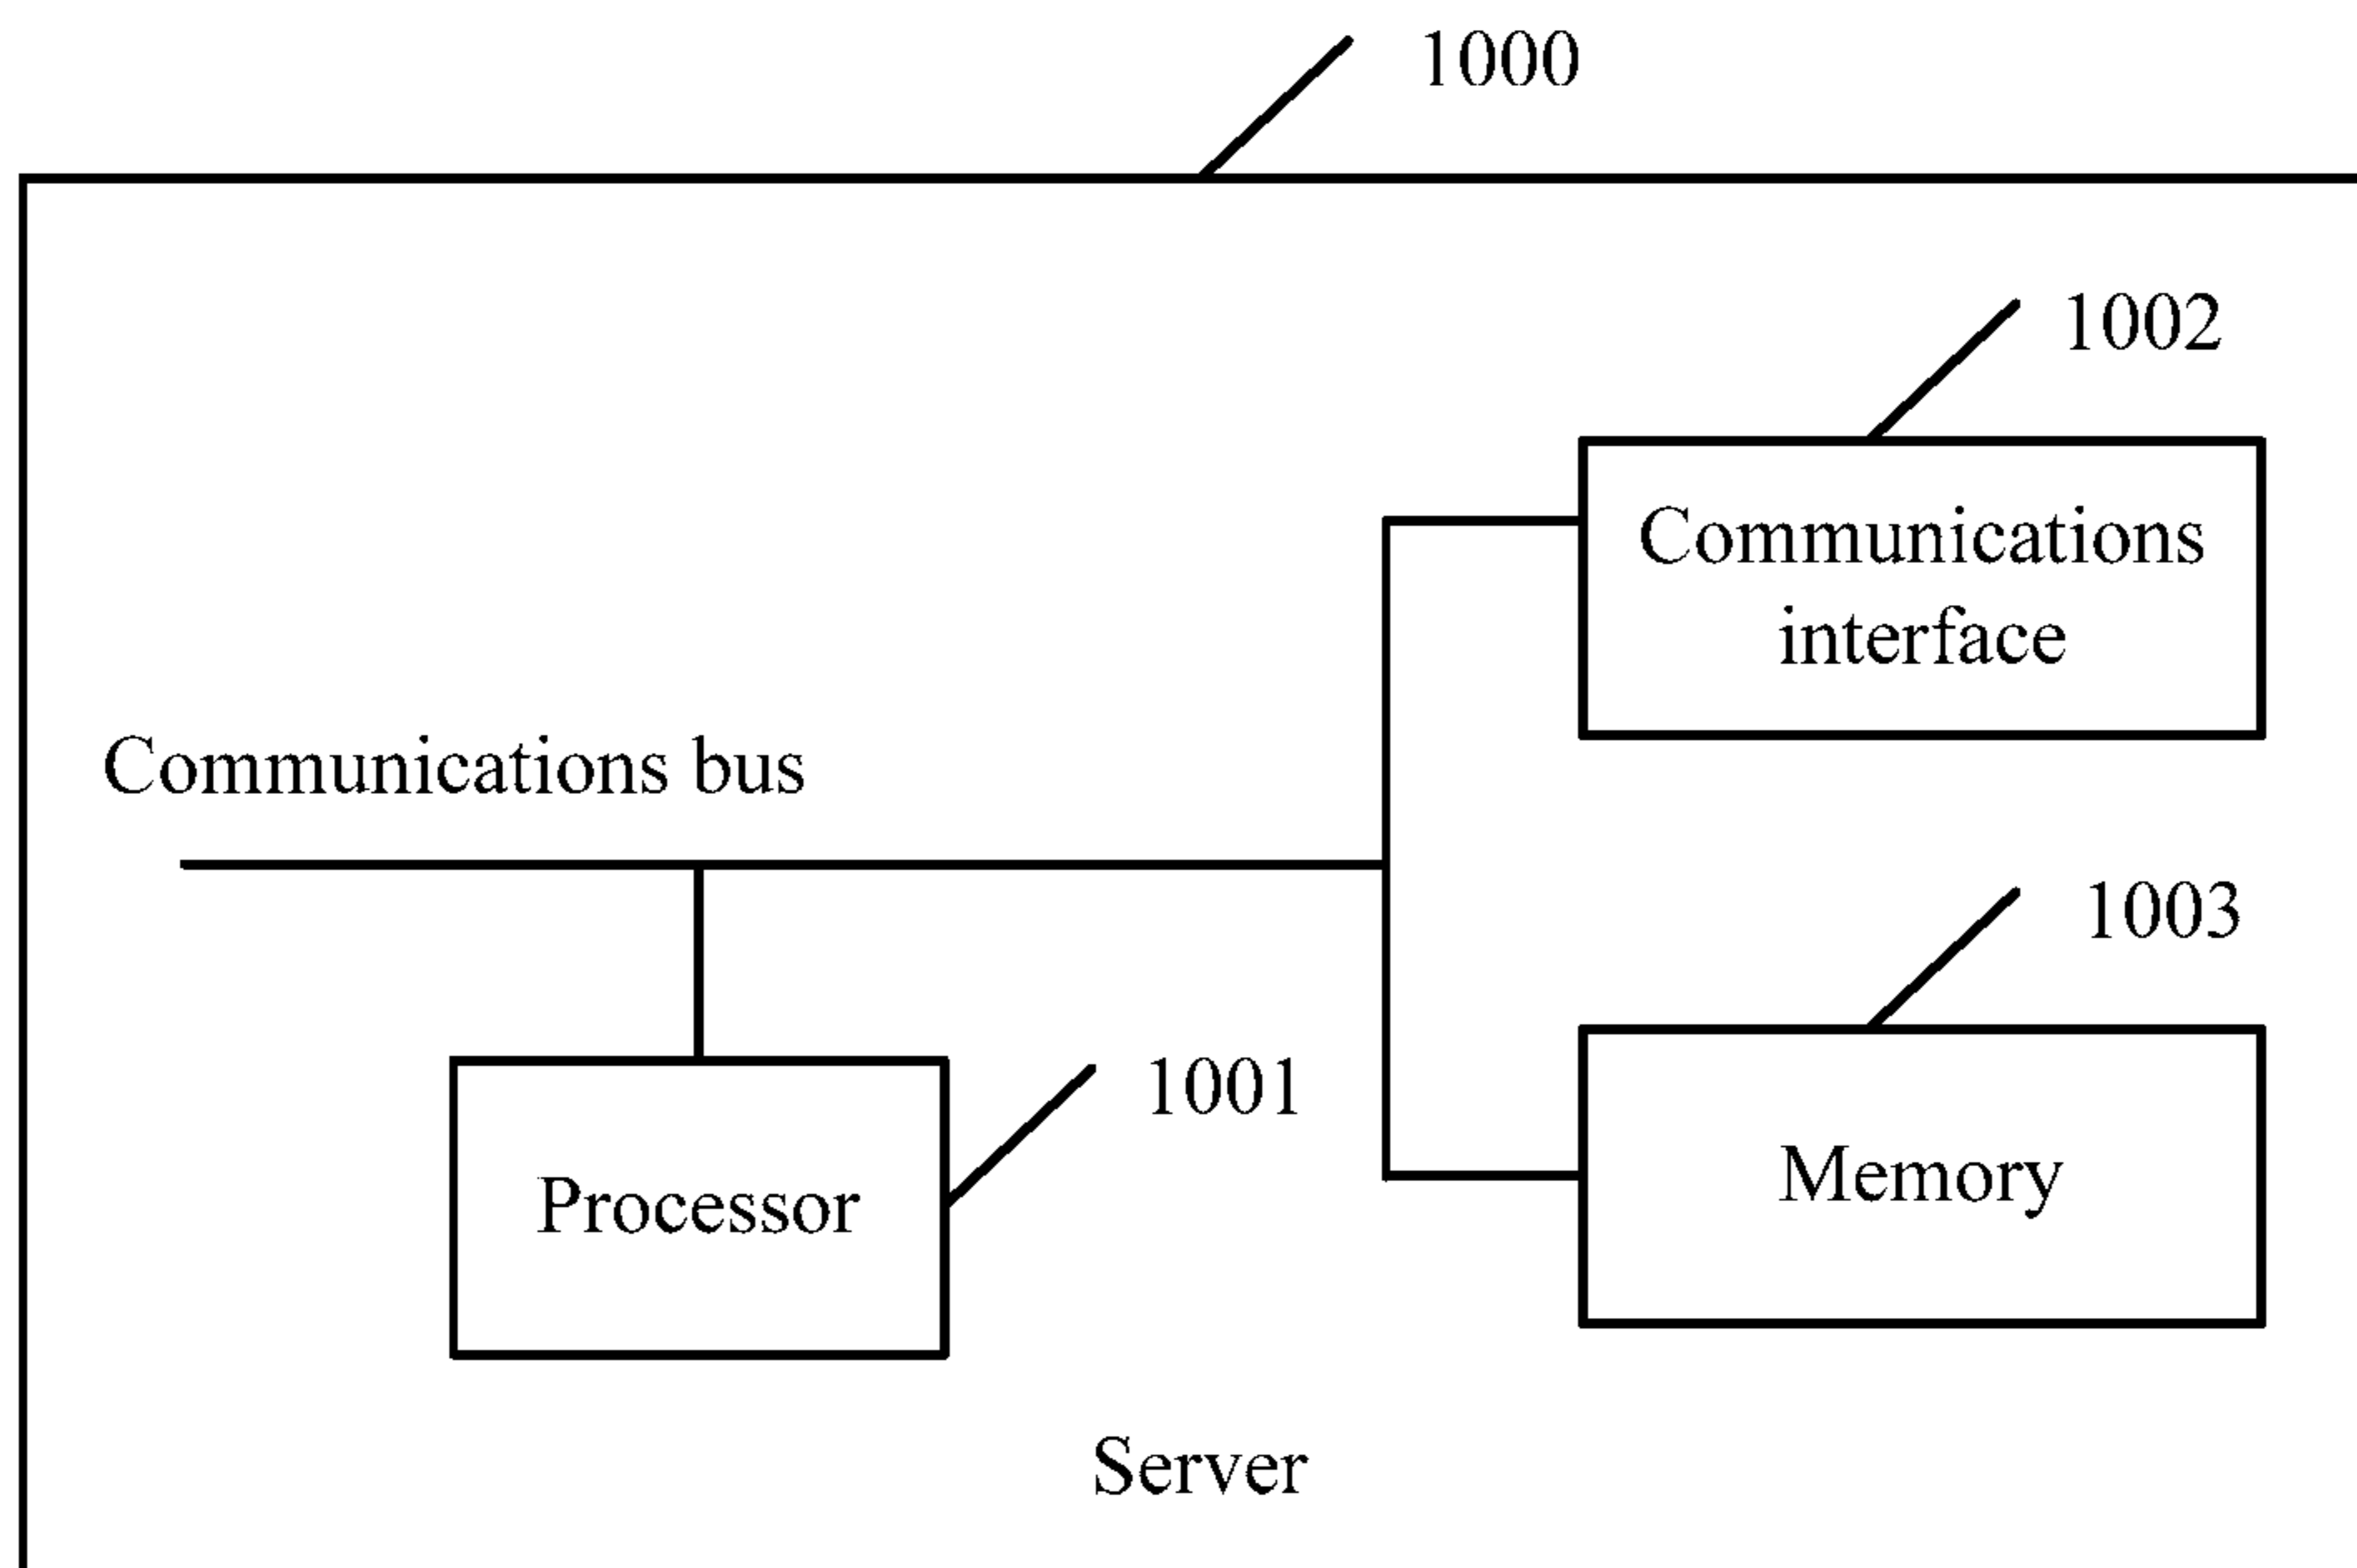 1000
1002
Communications
interface
Communications bus
1003
1001
Processor
Memory
Server